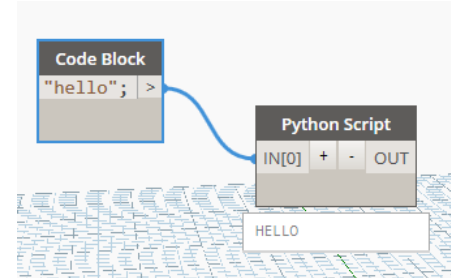 Code Block
"hello"; >
Python Script
IN[0] + - OUT
HELLO